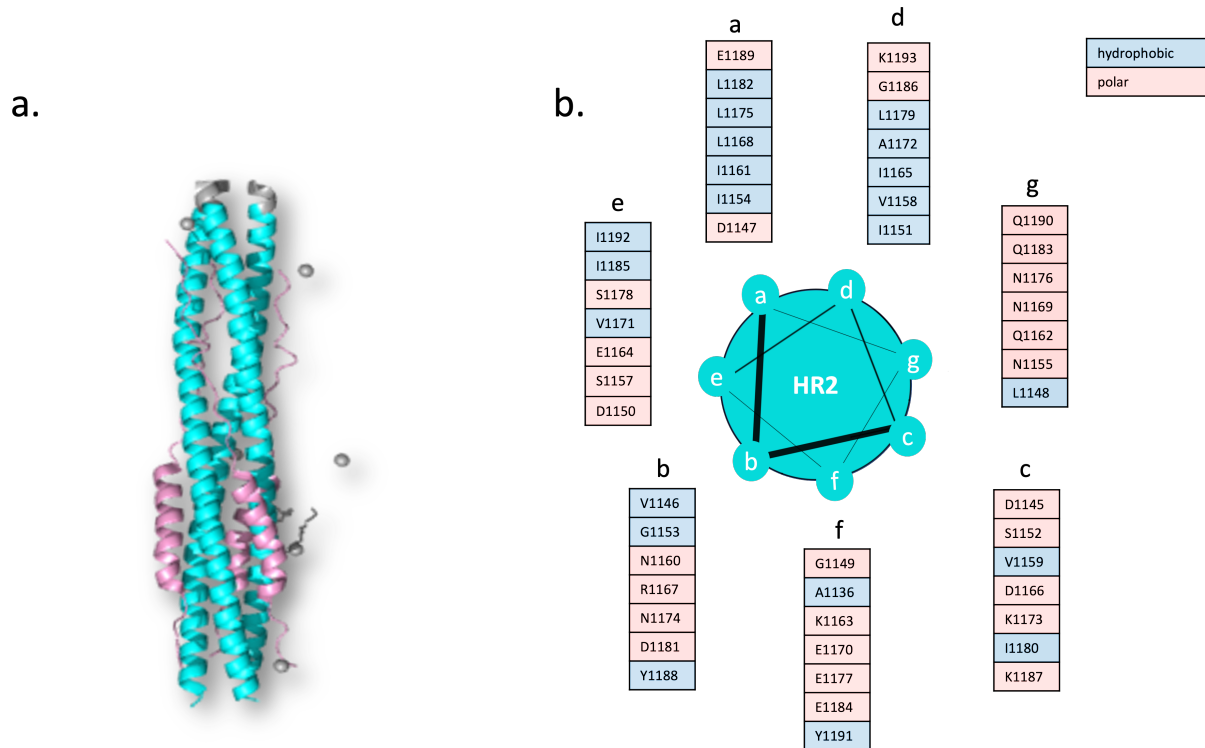 a.
b.
hydrophobic
polar
a
E1189
L1182
L1175
L1168
I1161
I1154
D1147
d
K1193
G1186
L1179
A1172
I1165
V1158
I1151
e
I1192
I1185
S1178
V1171
E1164
S1157
D1150
g
Q1190
Q1183
N1176
N1169
Q1162
N1155
L1148
a
d
e
g
HR2
b
c
f
b
V1146
G1153
N1160
R1167
N1174
D1181
Y1188
f
G1149
A1136
K1163
E1170
E1177
E1184
Y1191
c
D1145
S1152
V1159
D1166
K1173
I1180
K1187